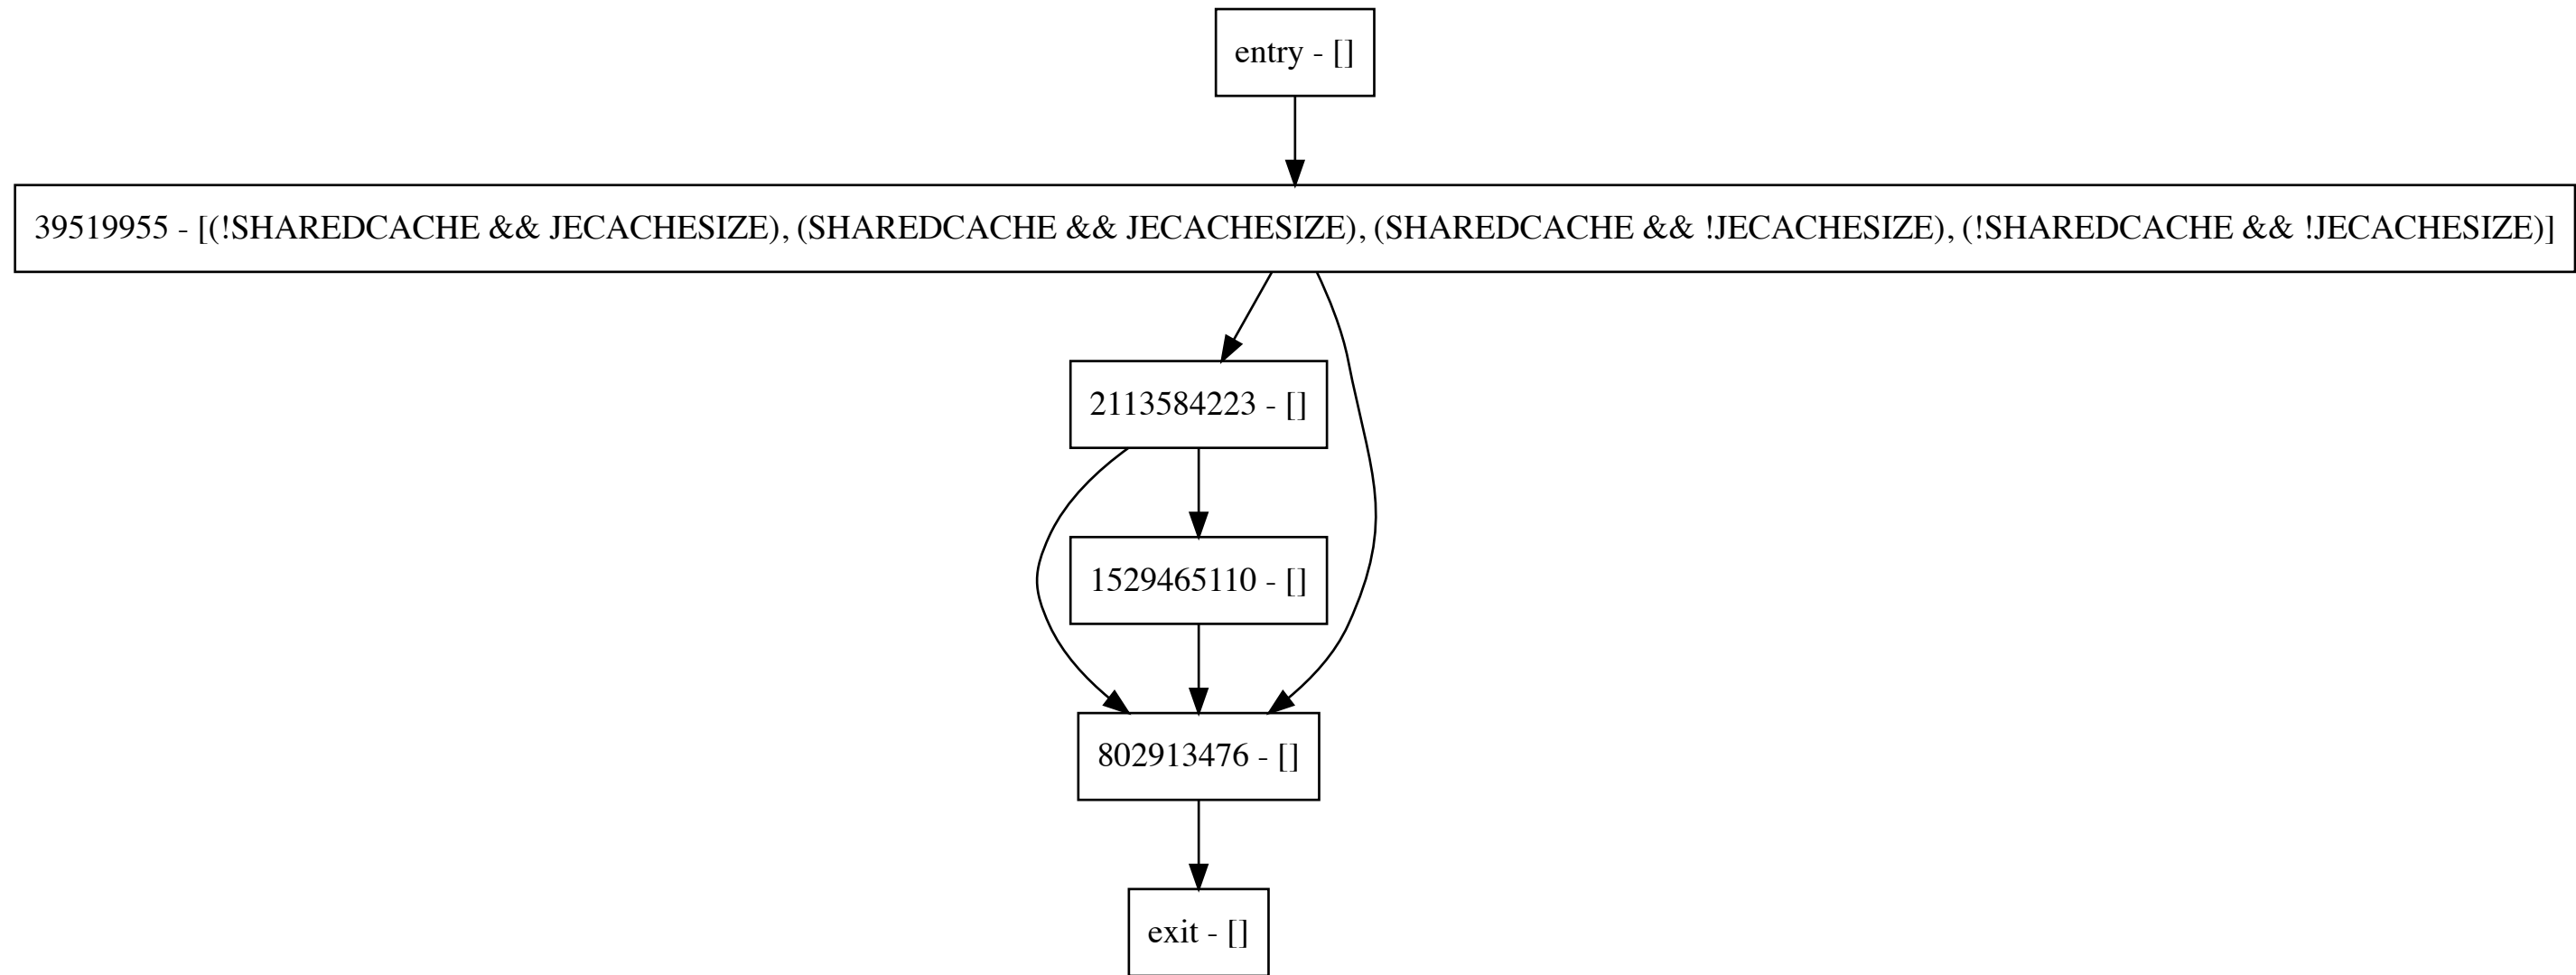 entry - []
39519955 - [(!SHAREDCACHE && JECACHESIZE), (SHAREDCACHE && JECACHESIZE), (SHAREDCACHE && !JECACHESIZE), (!SHAREDCACHE && !JECACHESIZE)]
2113584223 - []
1529465110 - []
802913476 - []
exit - []